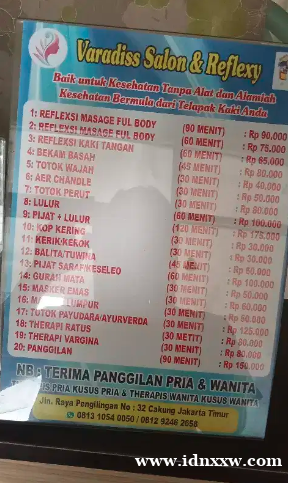 Varadiss Salon & Reflexy
Baik untuk Kesehatan Tanpa Alat dan Alamiah
Kesehatan Bermula dari Telapak Kaki Anda
1: REFLEXSI MASAGE FUL BODY (90 MENIT) : Rp 90.000
2: REFLEXSI MASAGE FUL BODY (60 MENIT) : Rp 75.000
3: REFLEXSI KAKI TANGAN (60 MENIT) : Rp 65.000
4: BEKAM BASAH (45 MENIT) : Rp 80.000
5: TOTOK WAJAH (30 MENIT) : Rp 40.000
6: AER CHANDLE (30 MENIT) : Rp 50.000
7: TOTOK PERUT (30 MENIT) : Rp 80.000
8: LULUR (60 MENIT) : Rp 100.000
9: PIJAT + LULUR (120 MENIT) : Rp 175.000
10: KOP KERING (30 MENIT) : Rp 30.000
11: KERIK/KEKOK (30 MENIT) : Rp 30.000
12: BALITA/TUWINA : Rp 50.000
13: PIJAT SARAF/KESELEO (60 MENIT) : Rp 60.000
14: GURAH MATA (30 MENIT) : Rp 50.000
15: MASKER EMAS (30 MENIT) : Rp 60.000
16: LUMPUR (30 MENIT) : Rp 50.000
17: TOTOK PAYUDARA/AYURVERDA (60 MENIT) : Rp 125.000
18: THERAPI RATUS (30 MENIT) : Rp 30.000
19: THERAPI VARGINA (30 MENIT) : Rp 80.000
20: PANGGILAN (90 MENIT) : Rp 150.000
NB : TERIMA PANGGILAN PRIA & WANITA
PRIA KUSUS PRIA & THERAPIS WANITA KUSUS WANITA
Jln. Raya Penggilingan No : 32 Cakung Jakarta Timur
0813 1054 0050 / 0812 9246 2658
www.idnxxw.com